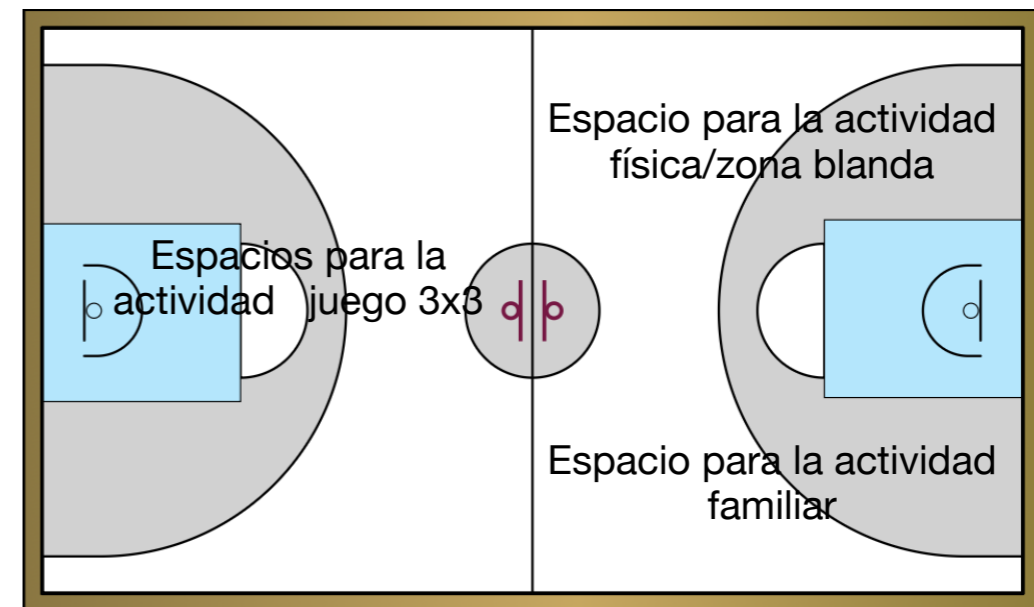 Espacio para la actividad
física/zona blanda
Espacios para la
actividad   juego 3x3
Espacio para la actividad
familiar